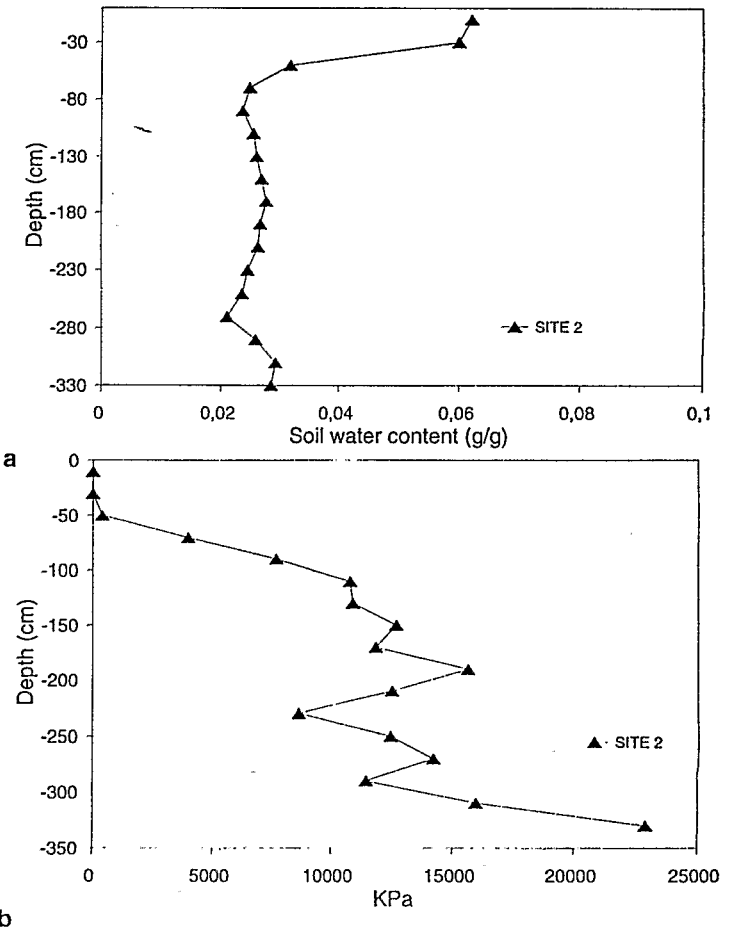 -30
-80
-130
-180
-230
-280
-330
Depth (cm)
SITE 2
0 0,02 0,04 0,06 0,08 0,1
Soil water content (g/g)
a
0
-50
-100
-150
-200
-250
-300
-350
Depth (cm)
SITE 2
0 5000 10000 15000 20000 25000
KPa
b